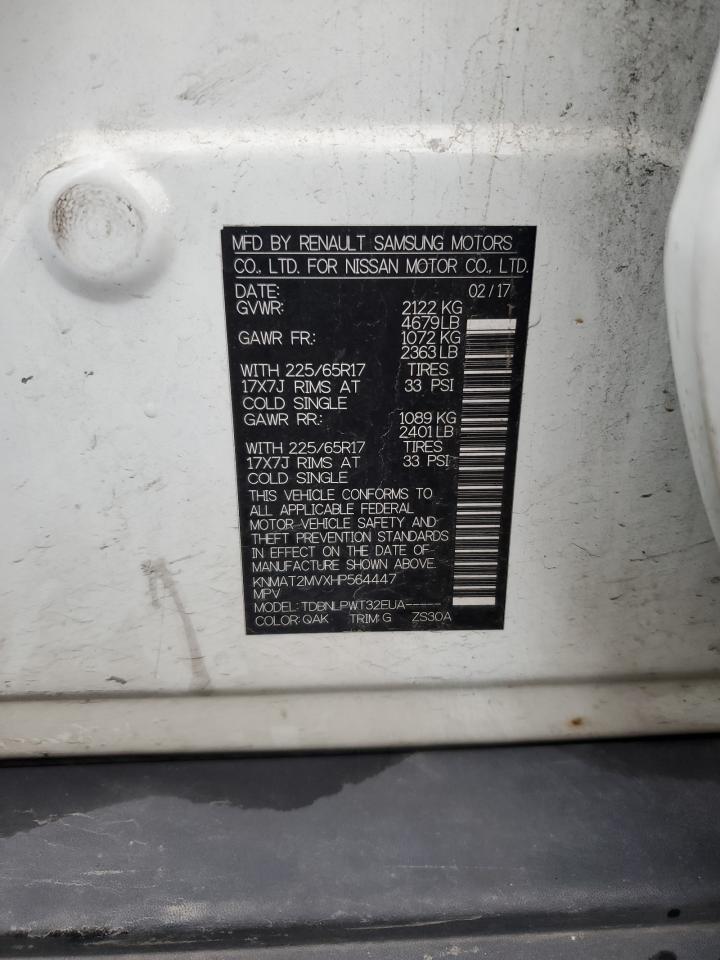 MFD BY RENAULT SAMSUNG MOTORS
CO., LTD. FOR NISSAN MOTOR CO., LTD.
DATE: 02/17
GVWR: 2122 KG
4679LB
GAWR FR: 1072 KG
2363 LB
WITH 225/65R17 TIRES
17X7J RIMS AT 33 PSI
COLD SINGLE
GAWR RR: 1089 KG
2401 LB
WITH 225/65R17 TIRES
17X7J RIMS AT 33 PSI
COLD SINGLE
THIS VEHICLE CONFORMS TO
ALL APPLICABLE FEDERAL
MOTOR VEHICLE SAFETY AND
THEFT PREVENTION STANDARDS
IN EFFECT ON THE DATE OF
MANUFACTURE SHOWN ABOVE.
KNMAT2MVXHP564447
MPV
MODEL: TDBNLPWT32EUA-----
COLOR: QAK TRIM: G ZS30A